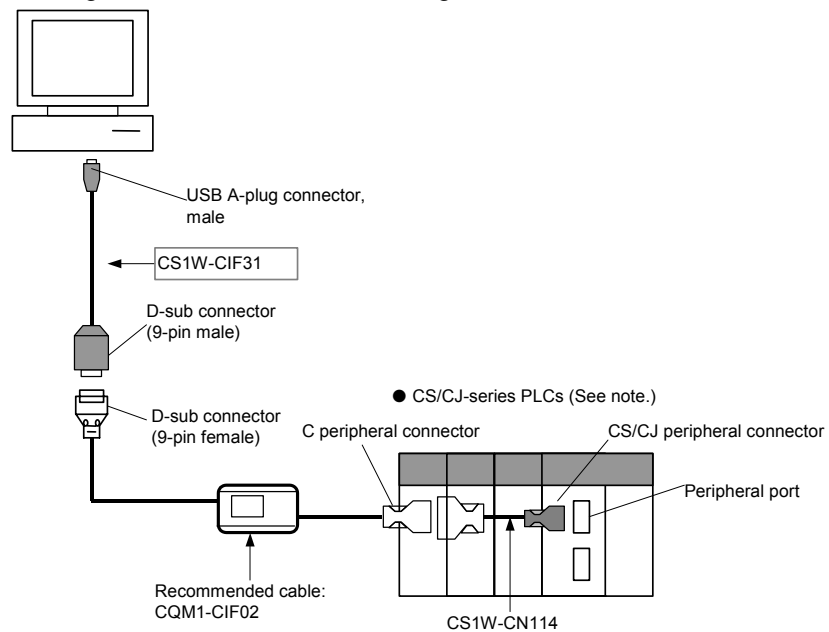 USB A-plug connector,
male
CS1W-CIF31
D-sub connector
(9-pin male)
● CS/CJ-series PLCs (See note.)
D-sub connector
(9-pin female)
C peripheral connector
CS/CJ peripheral connector
Peripheral port
Recommended cable:
CQM1-CIF02
CS1W-CN114